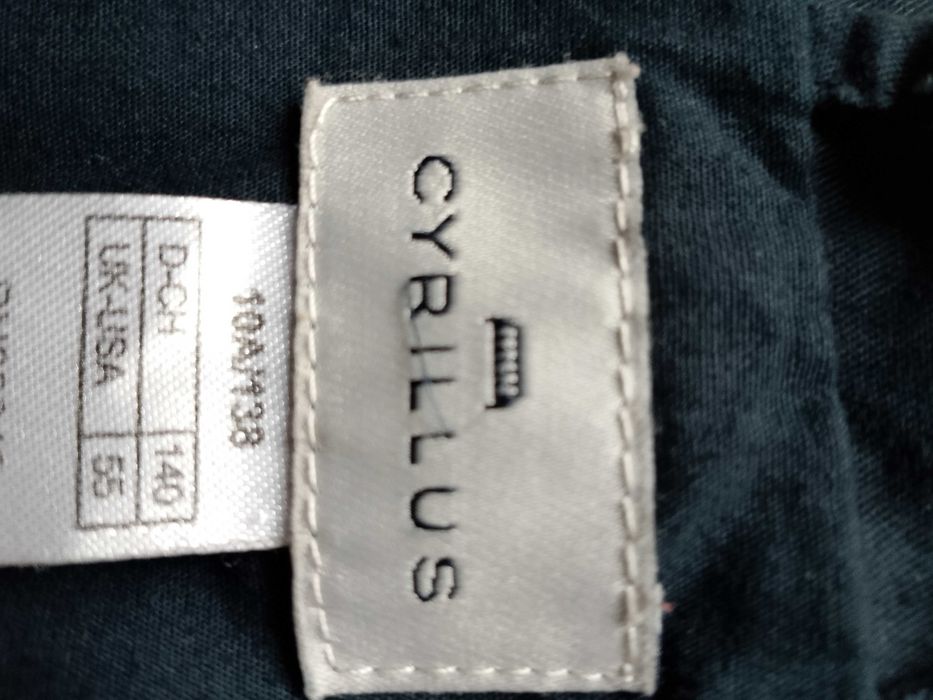 CYRILLUS
10A/138
D-CH 140
UK-USA 55